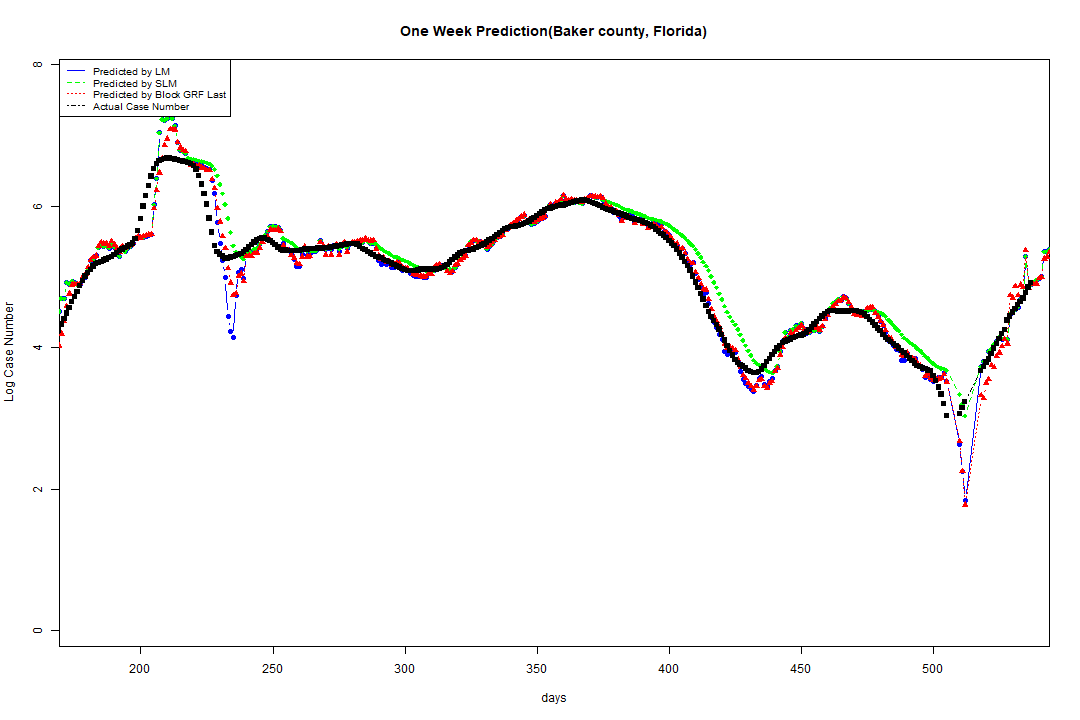 One Week Prediction(Baker county, Florida)
8
Predicted by LM
Predicted by SLM
Predicted by Block GRF Last
Actual Case Number
6
4
2
0
Log Case Number
200 250 300 350 400 450 500
days